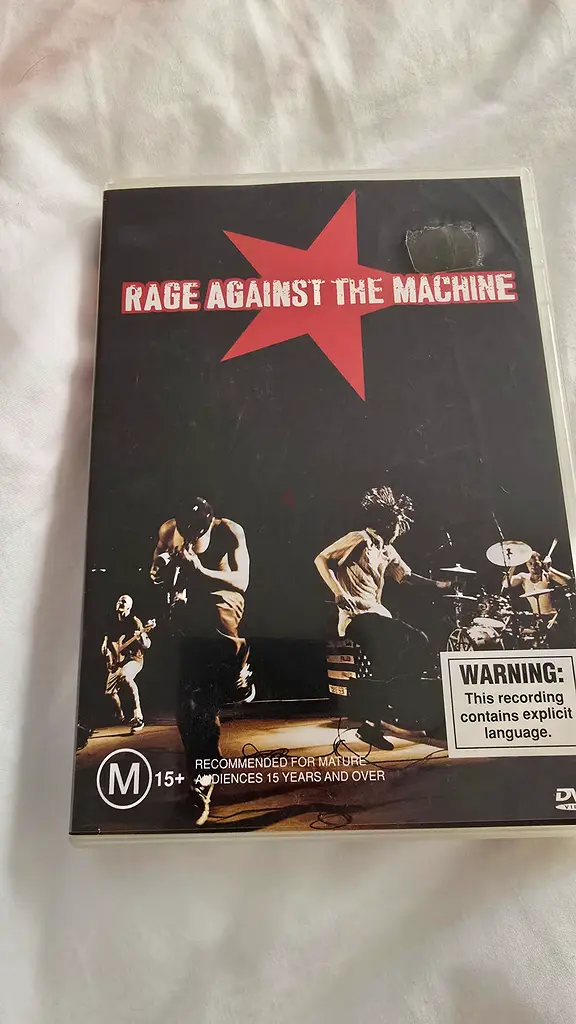 RAGE AGAINST THE MACHINE
WARNING:
This recording
contains explicit
language.
M 15+ RECOMMENDED FOR MATURE
AUDIENCES 15 YEARS AND OVER